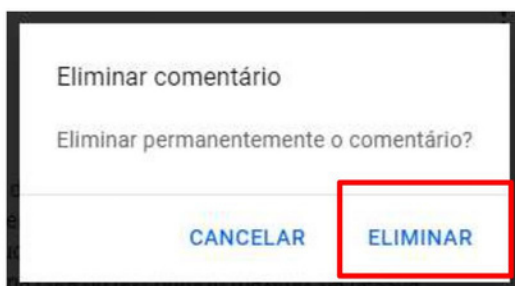 Eliminar comentário
Eliminar permanentemente o comentário?
CANCELAR ELIMINAR